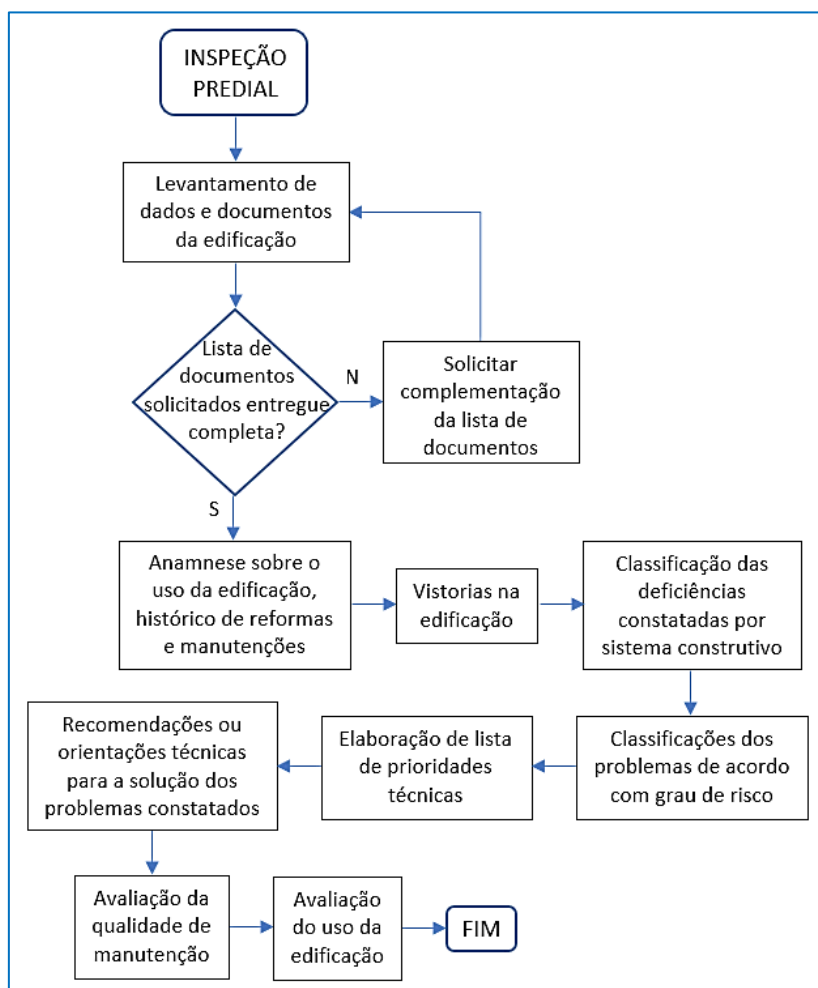 INSPEÇÃO
PREDIAL
Levantamento de
dados e documentos
da edificação
Lista de
documentos
solicitados entregue
completa?
N
Solicitar
complementação
da lista de
documentos
S
Anamnese sobre o
uso da edificação,
histórico de reformas
e manutenções
Vistorias na
edificação
Classificação das
deficiências
constatadas por
sistema construtivo
Classificações dos
problemas de acordo
com grau de risco
Elaboração de lista
de prioridades
técnicas
Recomendações ou
orientações técnicas
para a solução dos
problemas constatados
Avaliação da
qualidade de
manutenção
Avaliação
do uso da
edificação
FIM